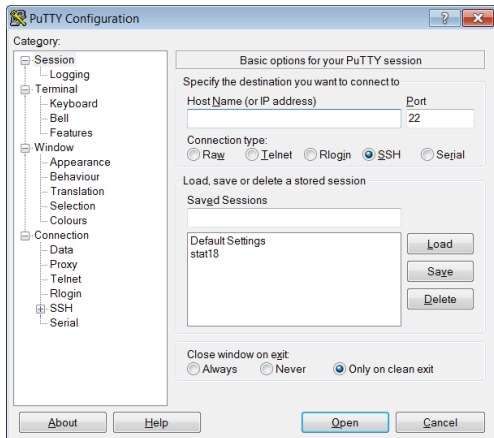 PuTTY Configuration
Category:
Session
Logging
Terminal
Keyboard
Bell
Features
Window
Appearance
Behaviour
Translation
Selection
Colours
Connection
Data
Proxy
Telnet
Rlogin
SSH
Serial
Basic options for your PuTTY session
Specify the destination you want to connect to
Host Name (or IP address) Port
22
Connection type:
Raw Telnet Rlogin SSH Serial
Load, save or delete a stored session
Saved Sessions
Default Settings
stat18
Load
Save
Delete
Close window on exit:
Always Never Only on clean exit
About Help Open Cancel